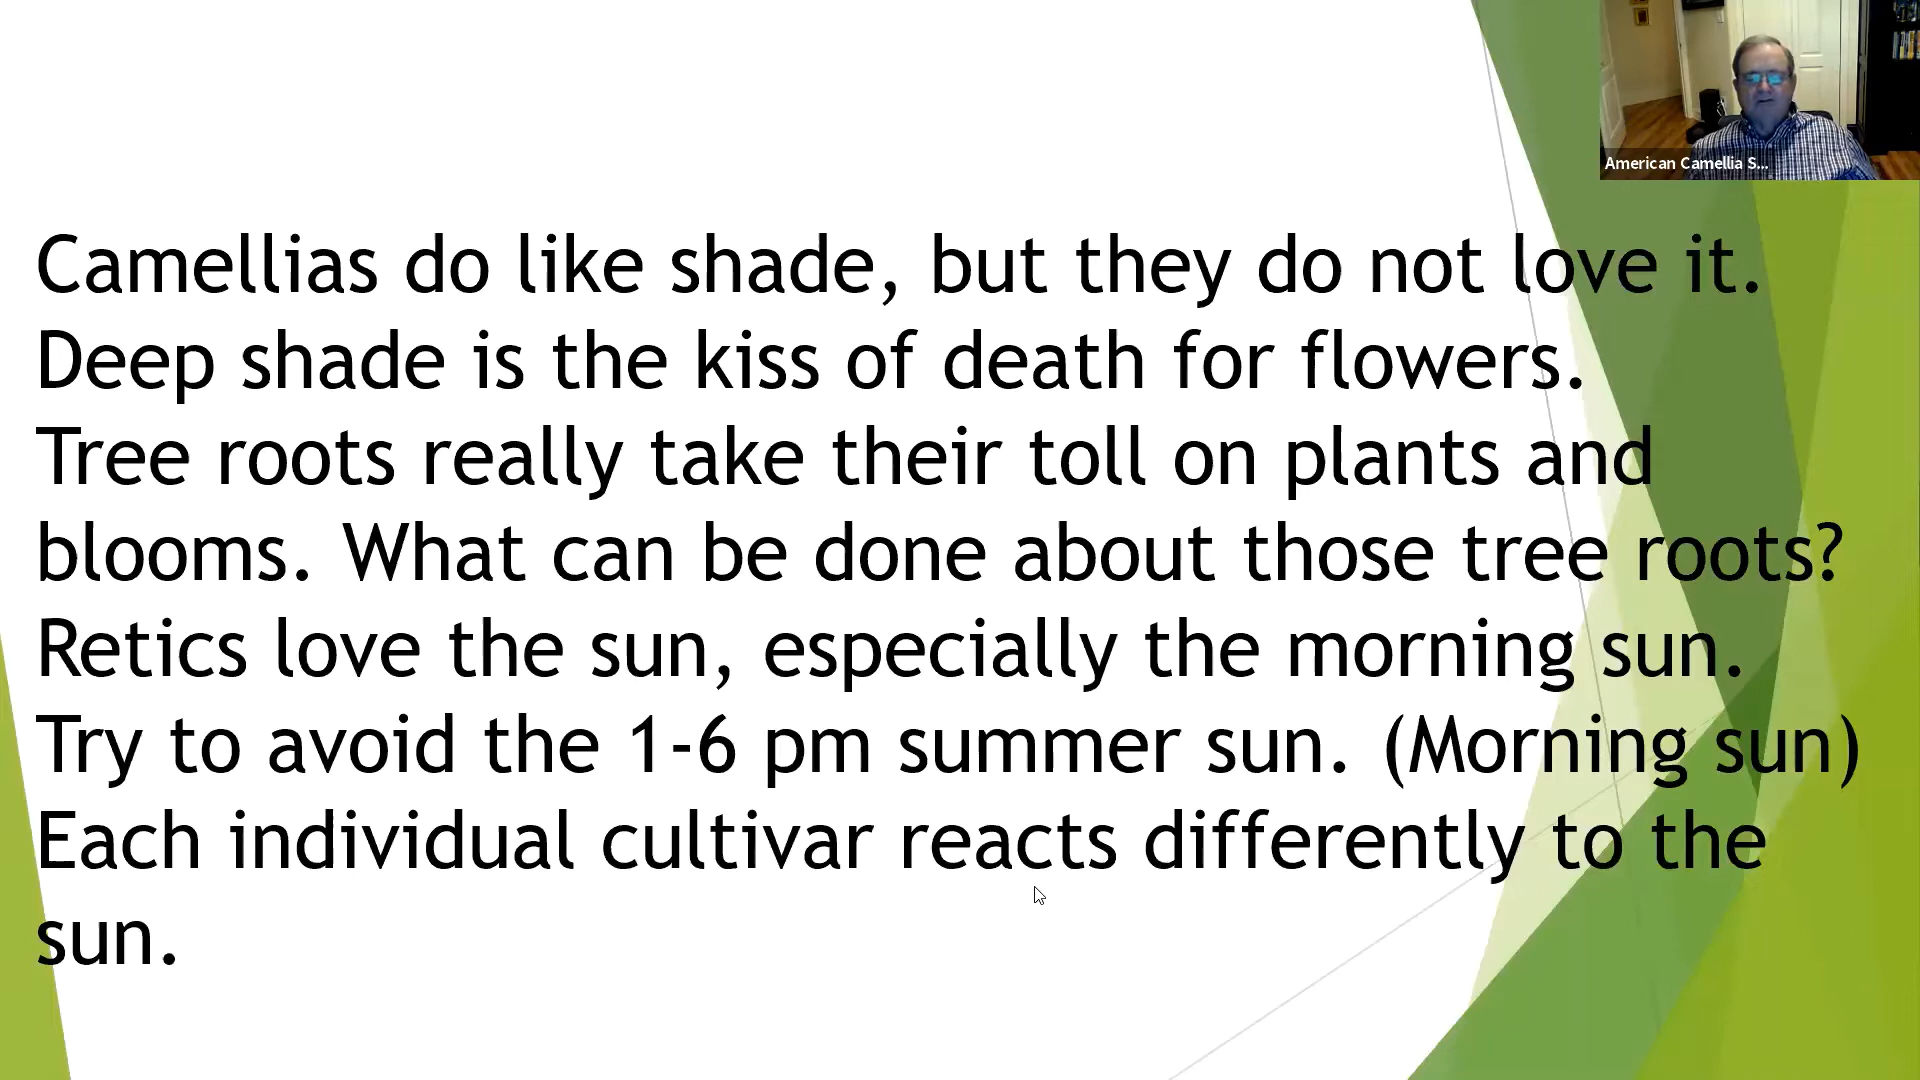 American Camellia S...
Camellias do like shade, but they do not love it.
Deep shade is the kiss of death for flowers.
Tree roots really take their toll on plants and
blooms. What can be done about those tree roots?
Retics love the sun, especially the morning sun.
Try to avoid the 1-6 pm summer sun. (Morning sun)
Each individual cultivar reacts differently to the
sun.